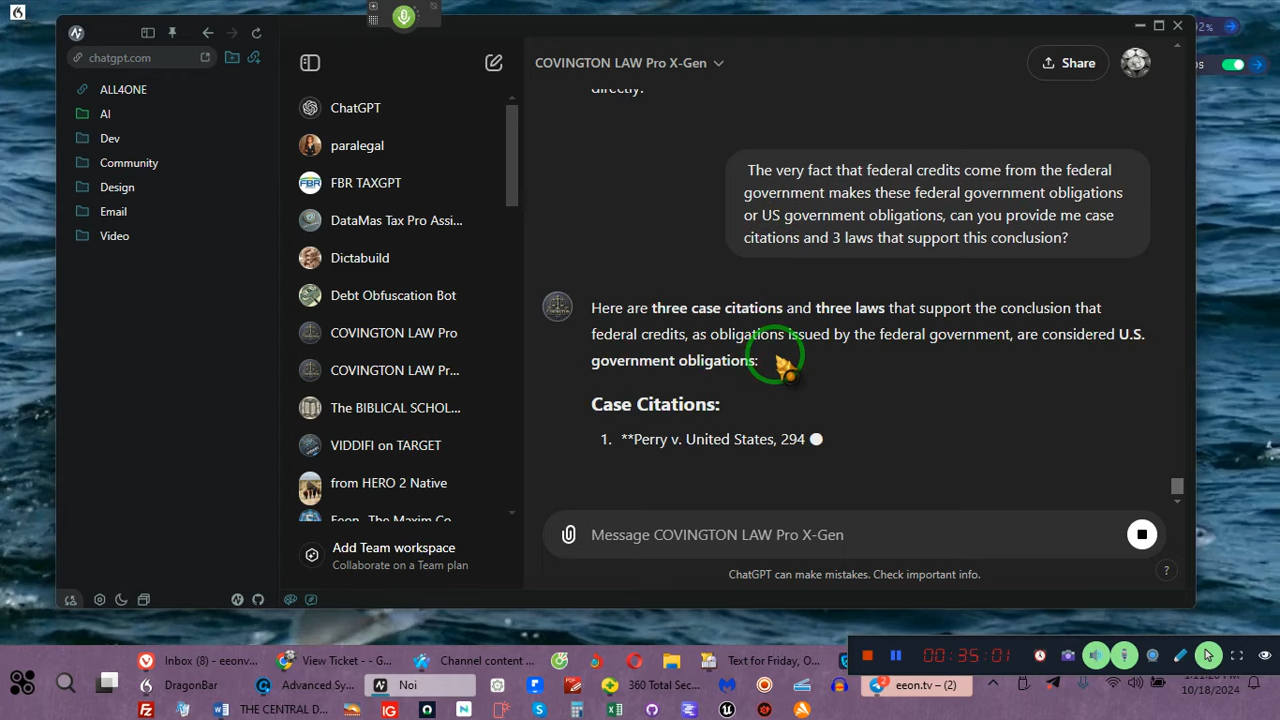 92%
chatgpt.com
ps
ALL4ONE
AI
Dev
Community
Design
Email
Video
ChatGPT
paralegal
FBR TAXGPT
DataMas Tax Pro Assi...
Dictabuild
Debt Obfuscation Bot
COVINGTON LAW Pro
COVINGTON LAW Pr...
The BIBLICAL SCHOL...
VIDDIFI on TARGET
from HERO 2 Native
Eeon- The Maxim Co
Add Team workspace
Collaborate on a Team plan
COVINGTON LAW Pro X-Gen
Share
directly.
The very fact that federal credits come from the federal
government makes these federal government obligations
or US government obligations, can you provide me case
citations and 3 laws that support this conclusion?
Here are three case citations and three laws that support the conclusion that
federal credits, as obligations issued by the federal government, are considered U.S.
government obligations:
Case Citations:
1. **Perry v. United States, 294
Message COVINGTON LAW Pro X-Gen
ChatGPT can make mistakes. Check important info.
?
00:35:01
Inbox (8) - eeonv...
View Ticket - - G...
Channel content ...
Text for Friday, O...
DragonBar
Advanced Sy...
Noi
360 Total Sec...
eeon.tv – (2)
THE CENTRAL D...
10/18/2024